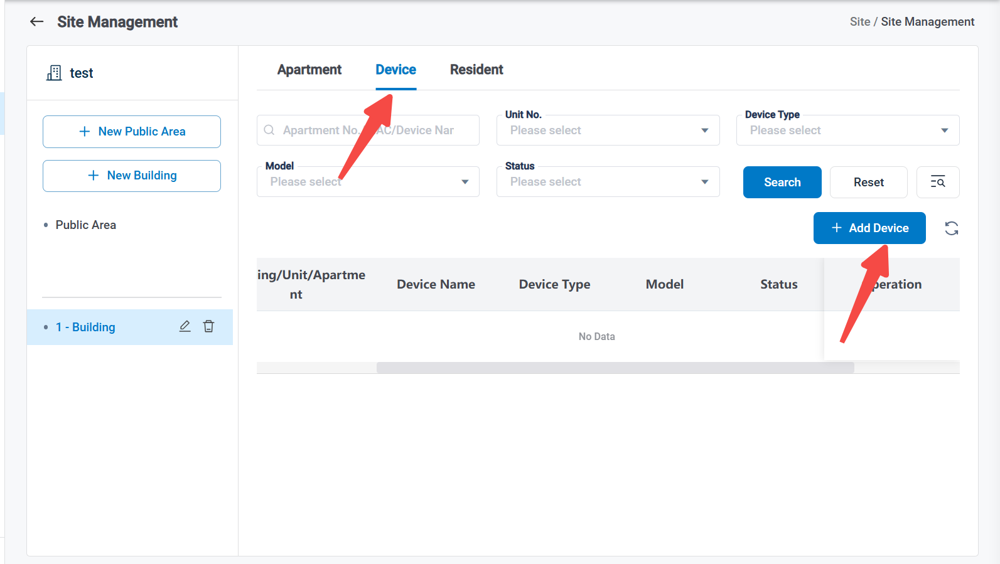 Site Management
Site / Site Management
test
Apartment
Device
Resident
New Public Area
New Building
Public Area
1 - Building
Unit No.
Device Type
Apartment No. AC/Device Nar
Please select
Please select
Model
Status
Please select
Please select
Search
Reset
Add Device
ing/Unit/Apartme
nt
Device Name
Device Type
Model
Status
peration
No Data